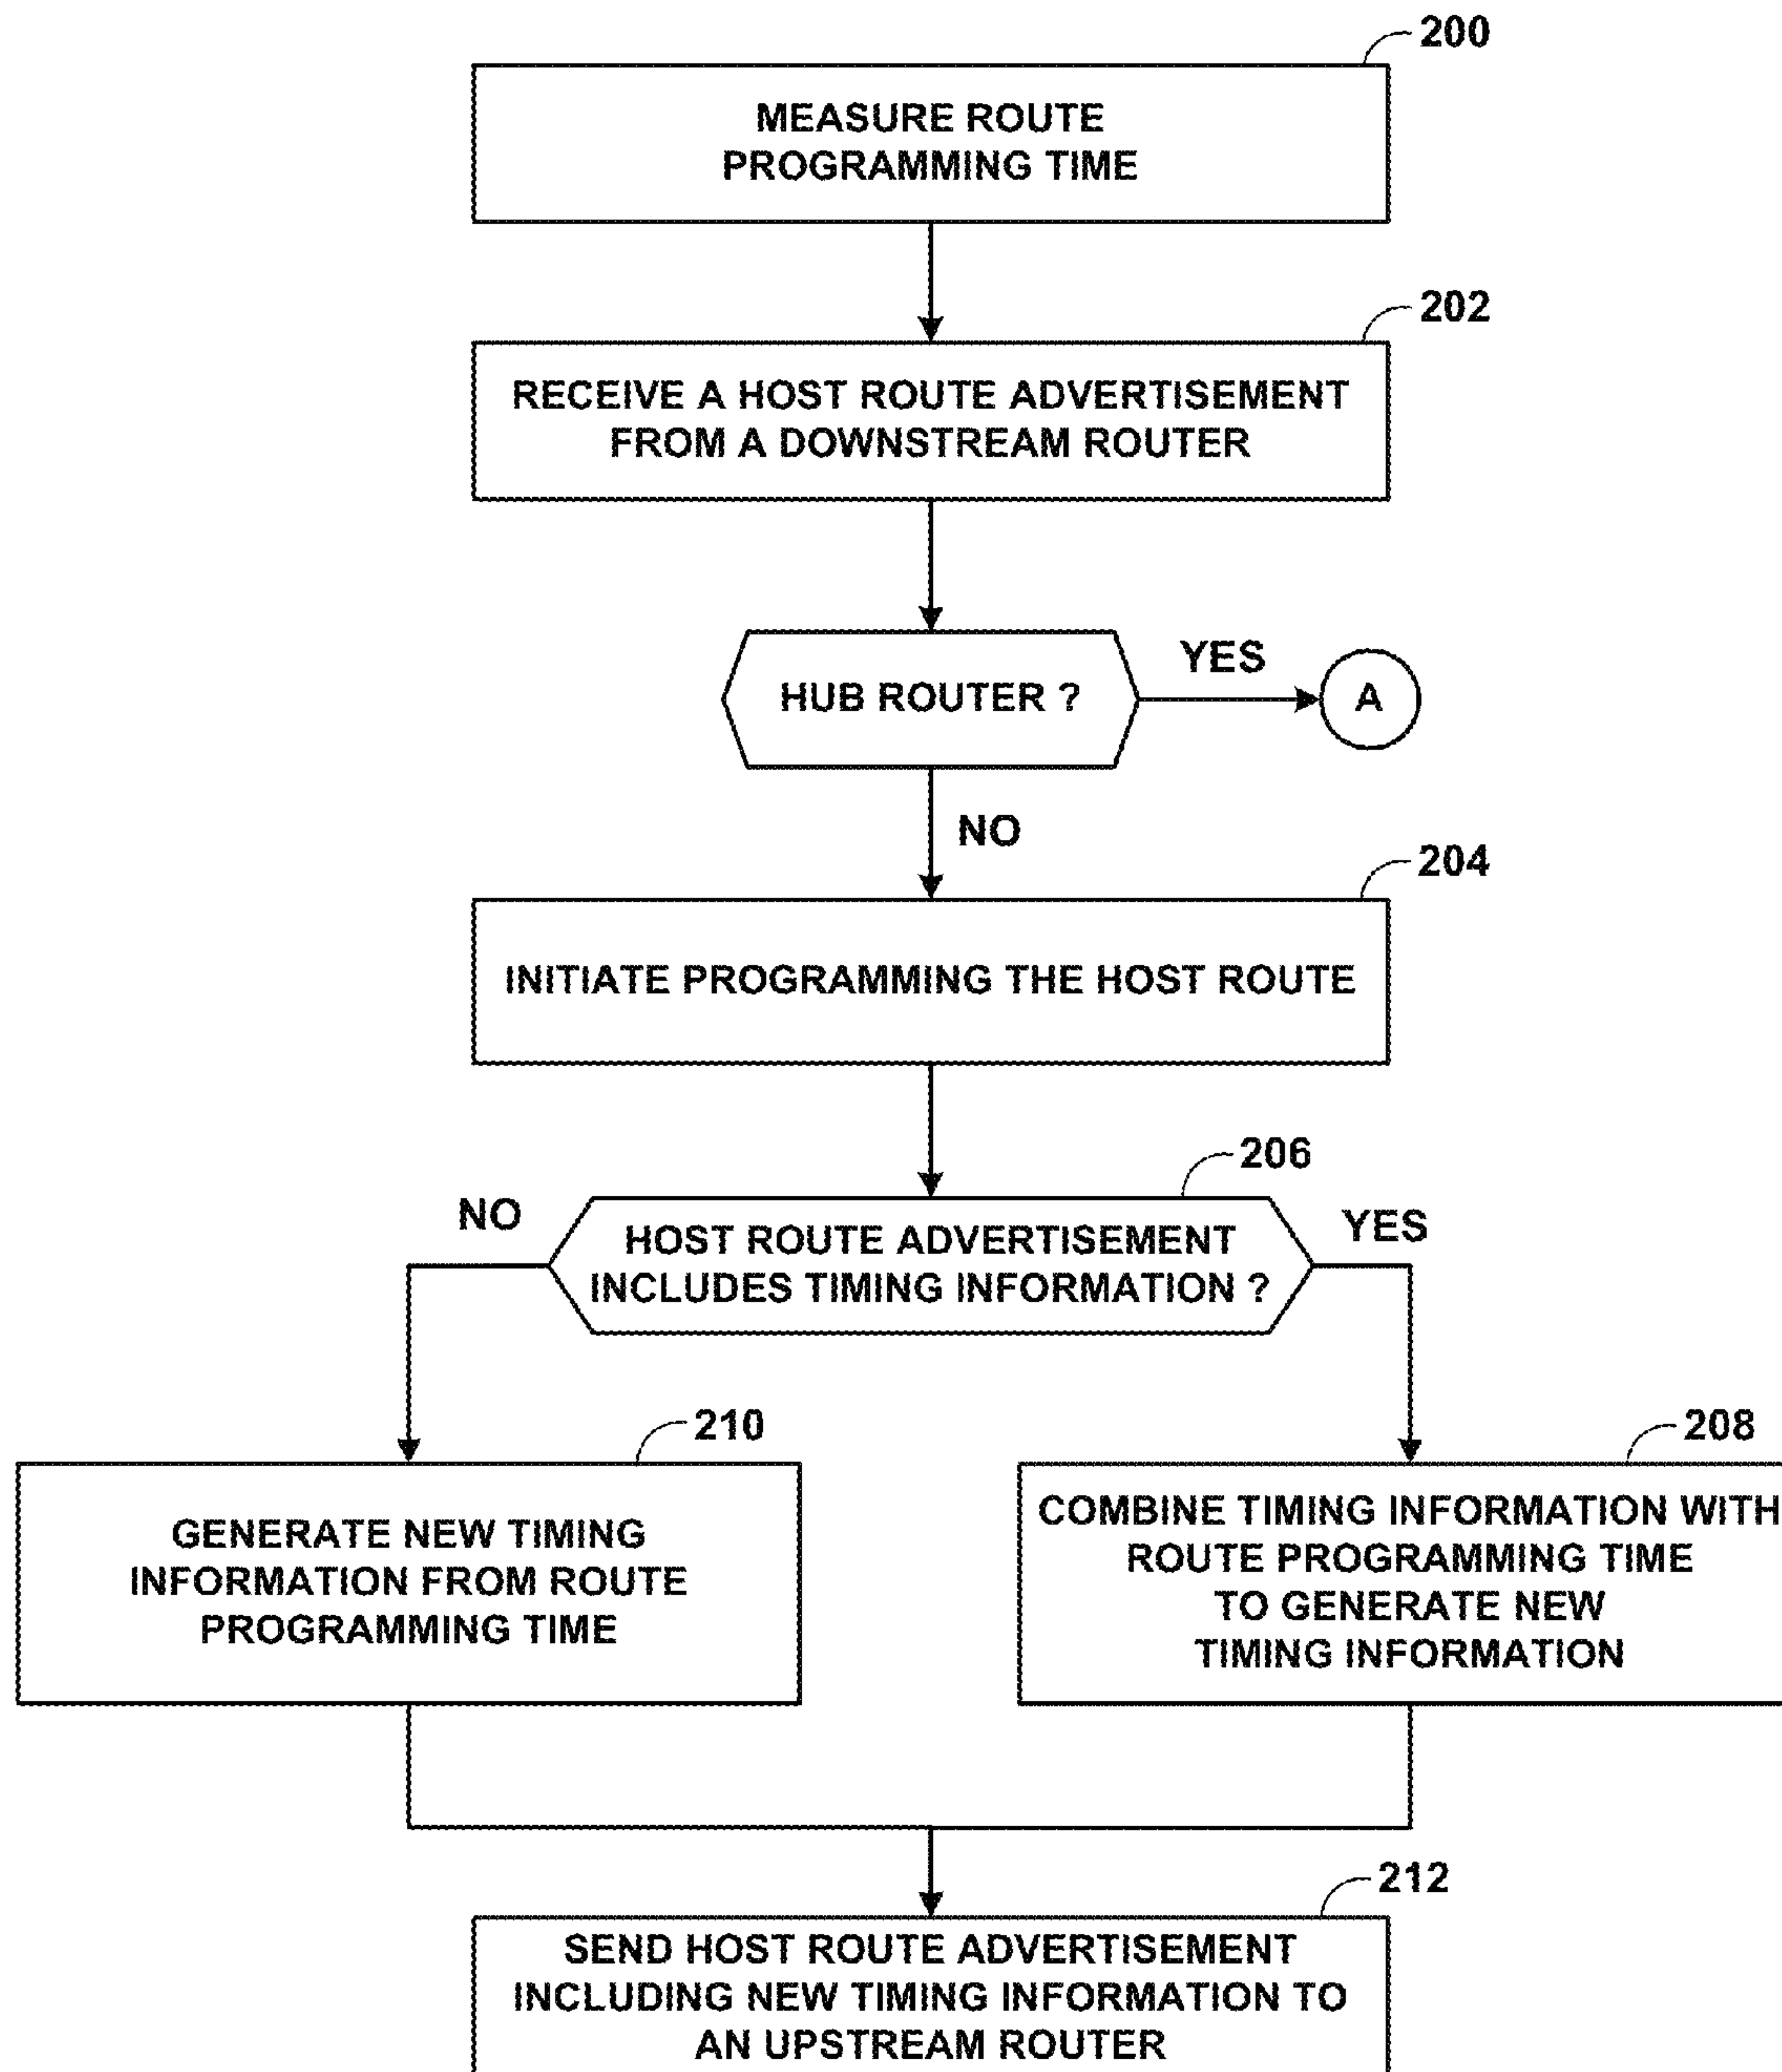 200
MEASURE ROUTE
PROGRAMMING TIME
202
RECEIVE A HOST ROUTE ADVERTISEMENT
FROM A DOWNSTREAM ROUTER
HUB ROUTER ?
YES
A
NO
204
INITIATE PROGRAMMING THE HOST ROUTE
206
NO
HOST ROUTE ADVERTISEMENT
INCLUDES TIMING INFORMATION ?
YES
210
GENERATE NEW TIMING
INFORMATION FROM ROUTE
PROGRAMMING TIME
208
COMBINE TIMING INFORMATION WITH
ROUTE PROGRAMMING TIME
TO GENERATE NEW
TIMING INFORMATION
212
SEND HOST ROUTE ADVERTISEMENT
INCLUDING NEW TIMING INFORMATION TO
AN UPSTREAM ROUTER